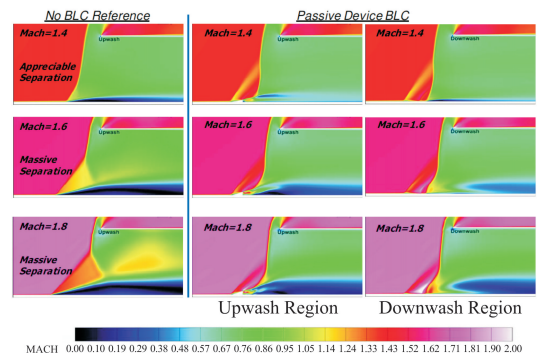 No BLC Reference
Passive Device BLC
Mach=1.4
Upwash
Appreciable
Separation
Mach=1.4
Upwash
Mach=1.4
Downwash
Mach=1.6
Upwash
Massive
Separation
Mach=1.6
Upwash
Mach=1.6
Downwash
Mach=1.8
Upwash
Massive
Separation
Mach=1.8
Upwash
Mach=1.8
Downwash
Upwash Region
Downwash Region
MACH 0.00 0.10 0.19 0.29 0.38 0.48 0.57 0.67 0.76 0.86 0.95 1.05 1.14 1.24 1.33 1.43 1.52 1.62 1.71 1.81 1.90 2.00